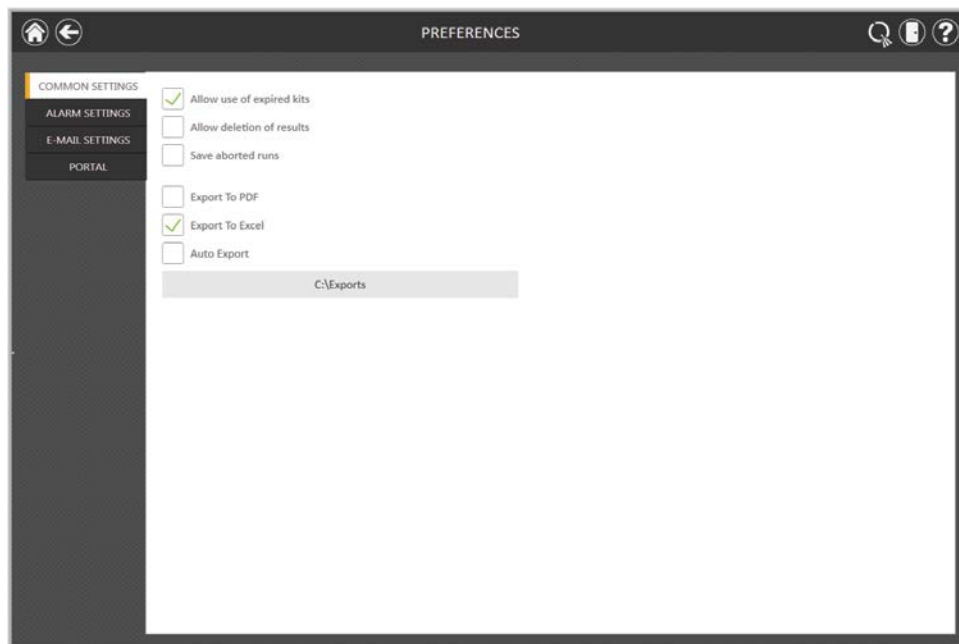 PREFERENCES
?
COMMON SETTINGS
ALARM SETTINGS
E-MAIL SETTINGS
PORTAL
Allow use of expired kits
Allow deletion of results
Save aborted runs
Export To PDF
Export To Excel
Auto Export
C:\Exports